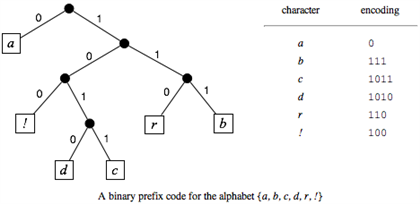 character encoding
0 1
a
0 1
a 0
b 111
c 1011
d 1010
r 110
! 100
0 1 0 1
! r b
0 1
d c
A binary prefix code for the alphabet {a, b, c, d, r, !}